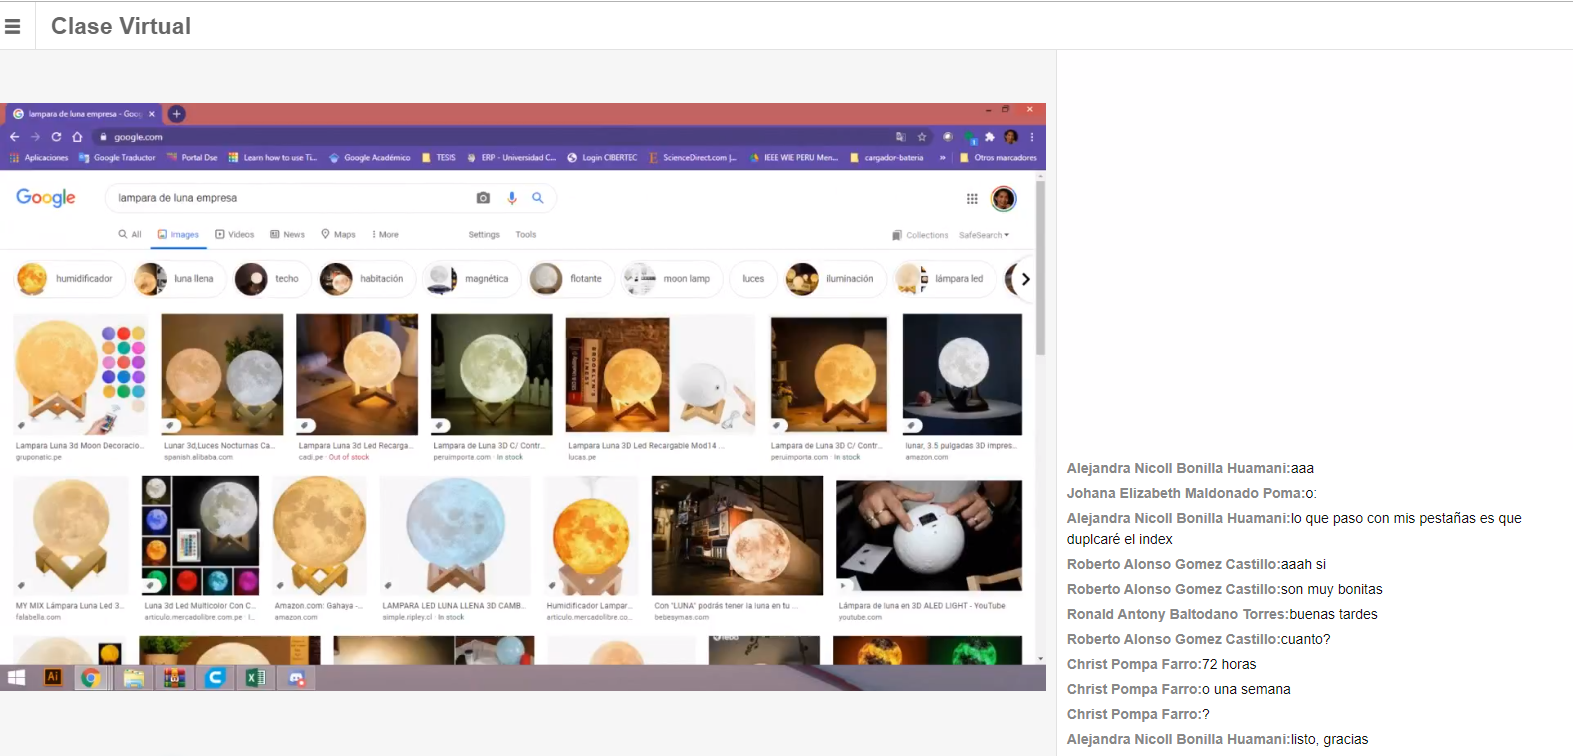 Clase Virtual
lampara de luna empresa - Goo
google.com
Aplicaciones
Google Traductor
Portal Dse
Learn how to use Ti...
Google Académico
TESIS
ERP - Universidad C...
Login CIBERTEC
ScienceDirect.com |...
IEEE WIE PERU Men...
cargador-bateria
»
Otros marcadores
Google
lampara de luna empresa
All
Images
Videos
News
Maps
More
Settings
Tools
Collections
SafeSearch
humidificador
luna llena
techo
habitación
magnética
flotante
moon lamp
luces
iluminación
lámpara led
Lampara Luna 3d Moon Decoracio...
gruponatic.pe
Lunar 3d,Luces Nocturnas Ca...
spanish.alibaba.com
Lampara Luna 3d Led Recarga...
cadi.pe · Out of stock
Lampara de Luna 3D C/ Contr...
peruimporta.com · In stock
Lampara Luna 3D Led Recargable Mod14 ...
lucas.pe
Lampara de Luna 3D C/ Contr...
peruimporta.com · In stock
lunar, 3.5 pulgadas 3D impres...
amazon.com
MY MIX Lámpara Luna Led 3...
falabella.com
Luna 3d Led Multicolor Con C...
articulo.mercadolibre.com.pe · I...
Amazon.com: Gahaya -...
amazon.com
LAMPARA LED LUNA LLENA 3D CAMB...
simple.ripley.cl · In stock
Humidificador Lampar...
articulo.mercadolibre.co...
Con "LUNA" podrás tener la luna en tu ...
bebesymas.com
Lámpara de luna en 3D ALED LIGHT - YouTube
youtube.com
Ai
Alejandra Nicoll Bonilla Huamani:aaa
Johana Elizabeth Maldonado Poma:o:
Alejandra Nicoll Bonilla Huamani:lo que paso con mis pestañas es que
duplcaré el index
Roberto Alonso Gomez Castillo:aaah si
Roberto Alonso Gomez Castillo:son muy bonitas
Ronald Antony Baltodano Torres:buenas tardes
Roberto Alonso Gomez Castillo:cuanto?
Christ Pompa Farro:72 horas
Christ Pompa Farro:o una semana
Christ Pompa Farro:?
Alejandra Nicoll Bonilla Huamani:listo, gracias